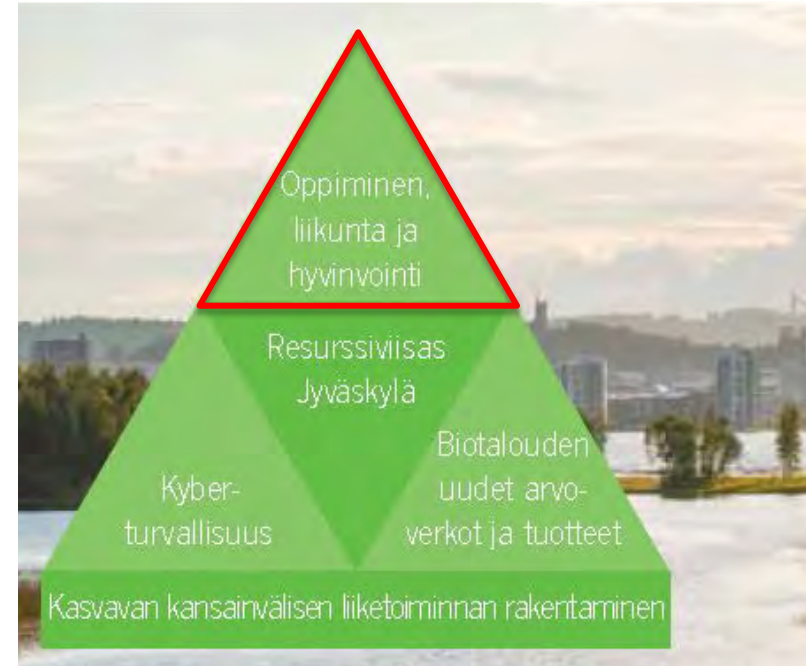 Oppiminen,
liikunta ja
hyvinvointi
Resurssiviisas
Jyväskylä
Kyber-
turvallisuus
Biotalouden
uudet arvo-
verkot ja tuotteet
Kasvavan kansainvälisen liiketoiminnan rakentaminen